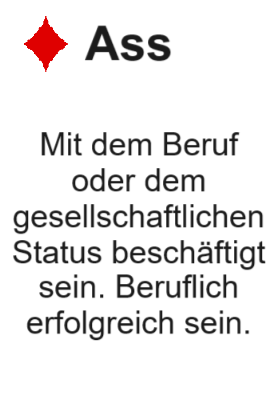 Ass
Mit dem Beruf
oder dem
gesellschaftlichen
Status beschäftigt
sein. Beruflich
erfolgreich sein.